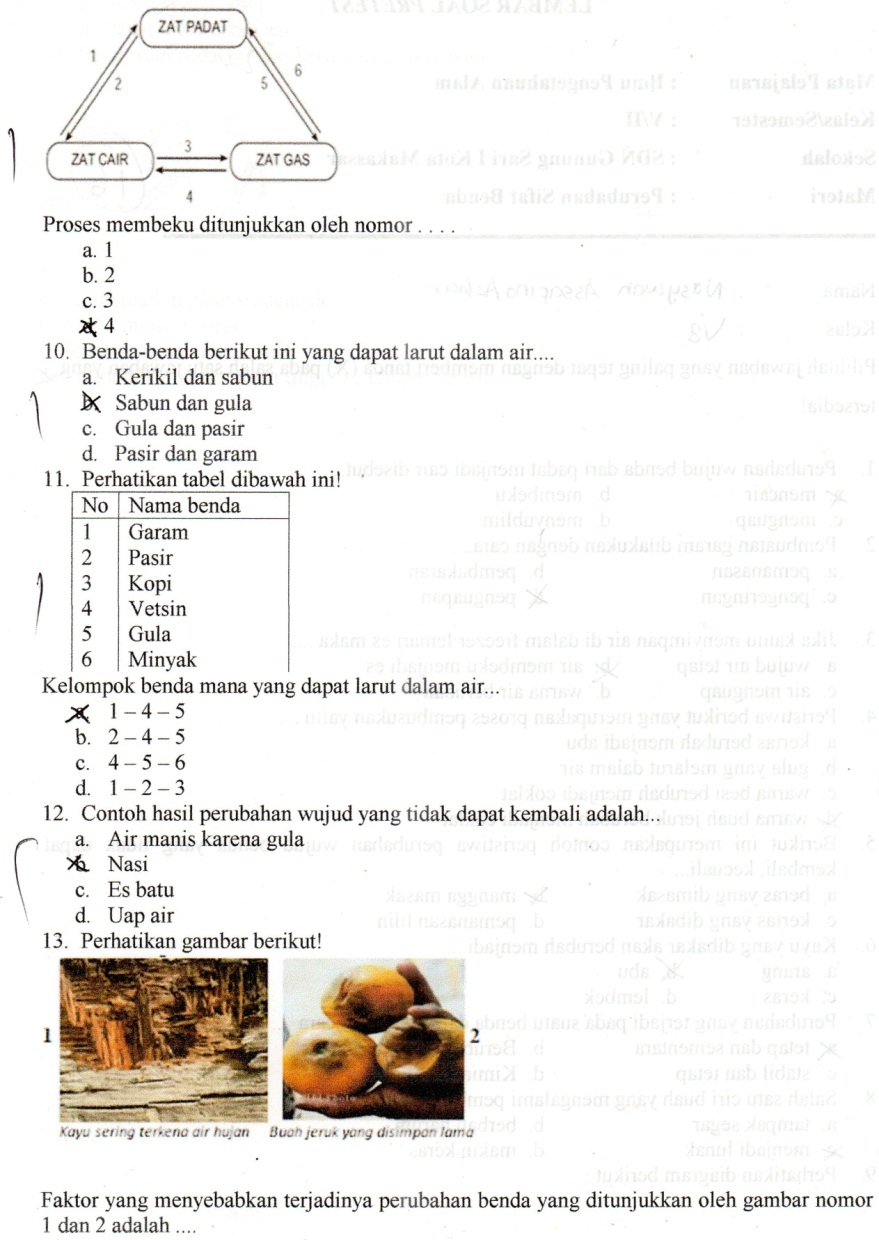 ZAT PADAT
1
2
5
6
ZAT CAIR
3
ZAT GAS
4
Proses membeku ditunjukkan oleh nomor . . . .
a. 1
b. 2
c. 3
d. 4
10. Benda-benda berikut ini yang dapat larut dalam air....
a. Kerikil dan sabun
b. Sabun dan gula
c. Gula dan pasir
d. Pasir dan garam
11. Perhatikan tabel dibawah ini!
No Nama benda
1 Garam
2 Pasir
3 Kopi
4 Vetsin
5 Gula
6 Minyak
Kelompok benda mana yang dapat larut dalam air...
a. 1 – 4 – 5
b. 2 – 4 – 5
c. 4 – 5 – 6
d. 1 – 2 – 3
12. Contoh hasil perubahan wujud yang tidak dapat kembali adalah...
a. Air manis karena gula
b. Nasi
c. Es batu
d. Uap air
13. Perhatikan gambar berikut!
1
2
Kayu sering terkena air hujan
Buah jeruk yang disimpan lama
Faktor yang menyebabkan terjadinya perubahan benda yang ditunjukkan oleh gambar nomor
1 dan 2 adalah ....